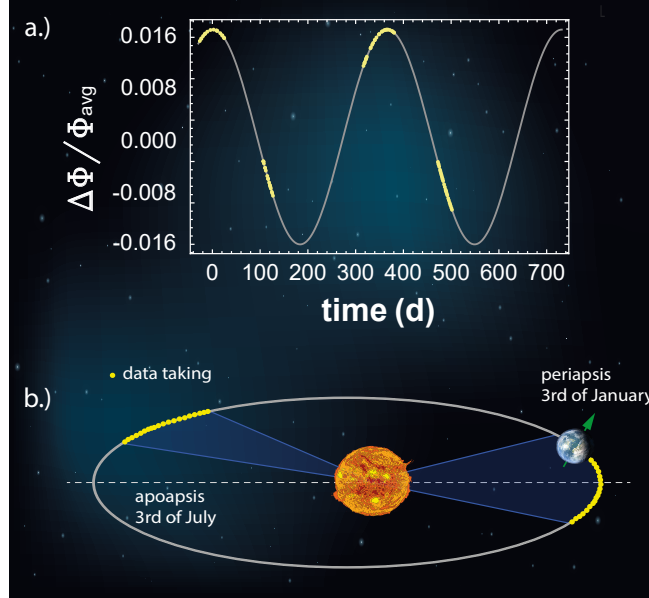 a.)
ΔΦ/Φavg
0.016
0.008
0.000
-0.008
-0.016
0 100 200 300 400 500 600 700
time (d)
data taking
b.)
periapsis
3rd of January
apoapsis
3rd of July